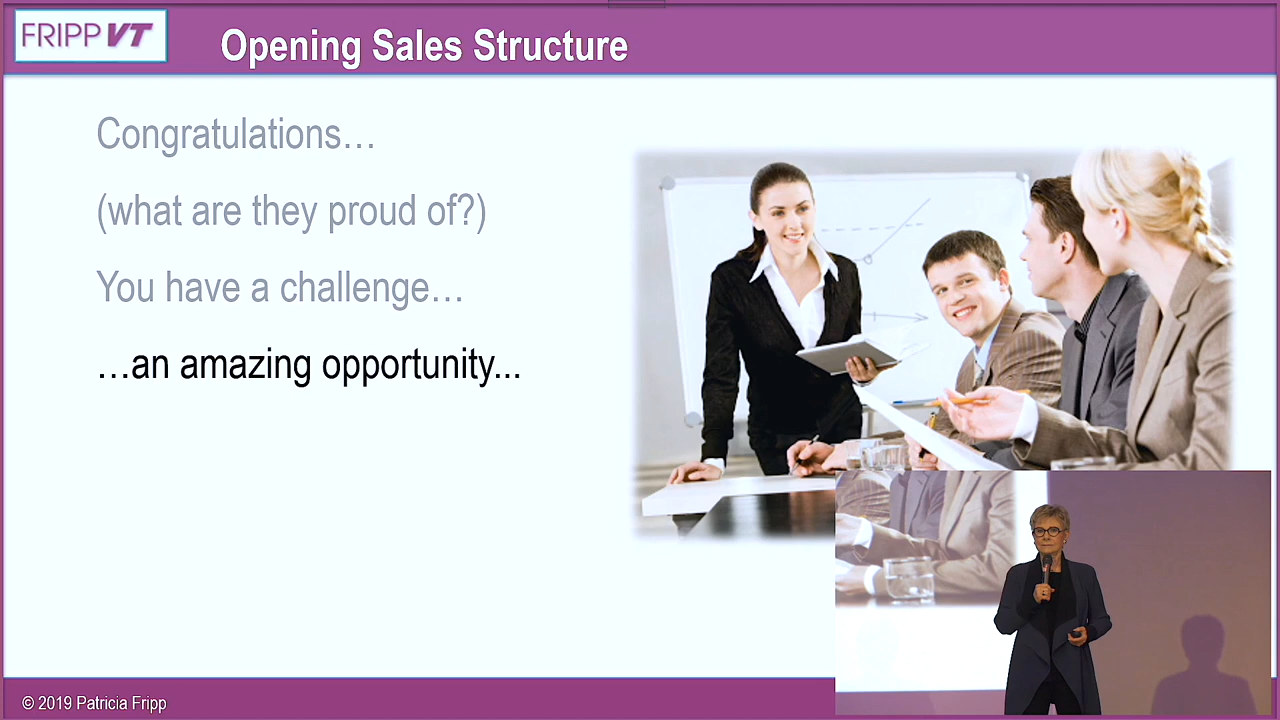 FRIPP VT
Opening Sales Structure
Congratulations…
(what are they proud of?)
You have a challenge…
…an amazing opportunity...
© 2019 Patricia Fripp